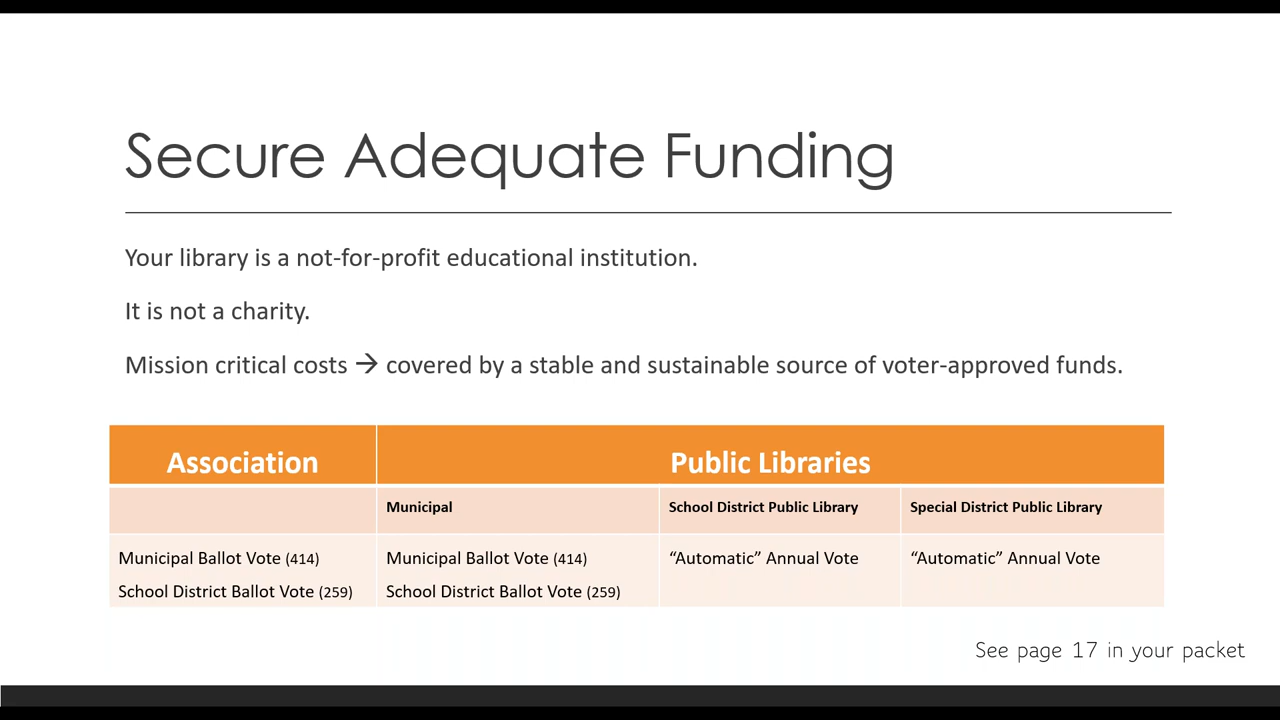 Secure Adequate Funding
Your library is a not-for-profit educational institution.
It is not a charity.
Mission critical costs → covered by a stable and sustainable source of voter-approved funds.
Association Public Libraries
Municipal School District Public Library Special District Public Library
Municipal Ballot Vote (414) Municipal Ballot Vote (414) “Automatic” Annual Vote “Automatic” Annual Vote
School District Ballot Vote (259) School District Ballot Vote (259)
See page 17 in your packet